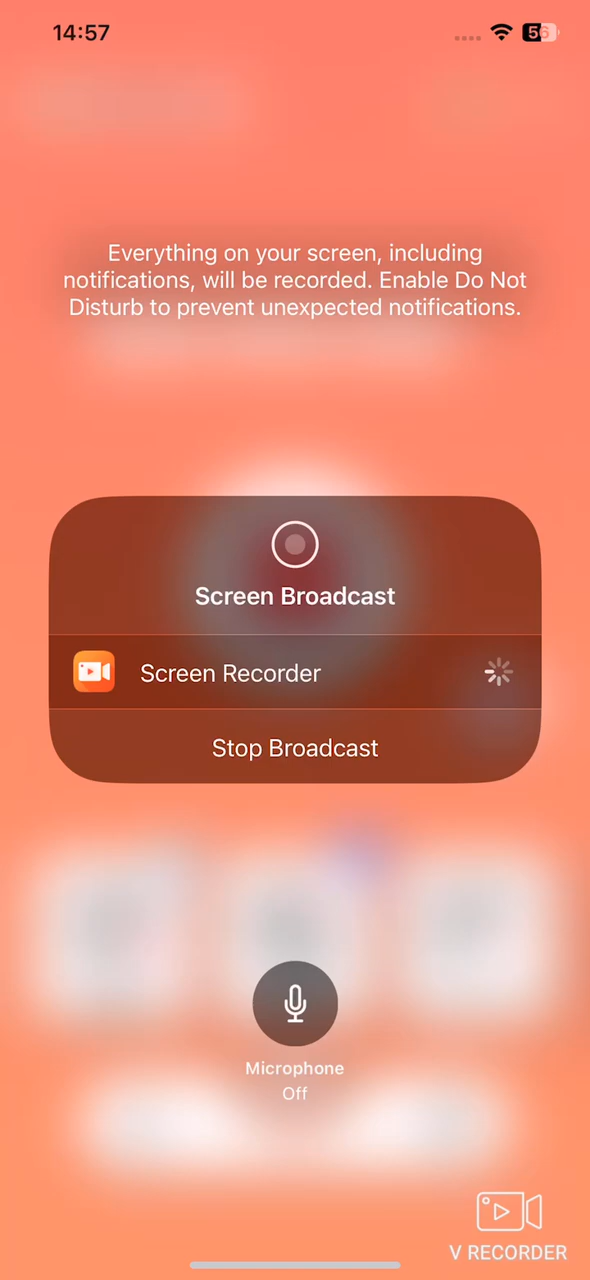 14:57
56
Everything on your screen, including
notifications, will be recorded. Enable Do Not
Disturb to prevent unexpected notifications.
Screen Broadcast
Screen Recorder
Stop Broadcast
Microphone
Off
V RECORDER